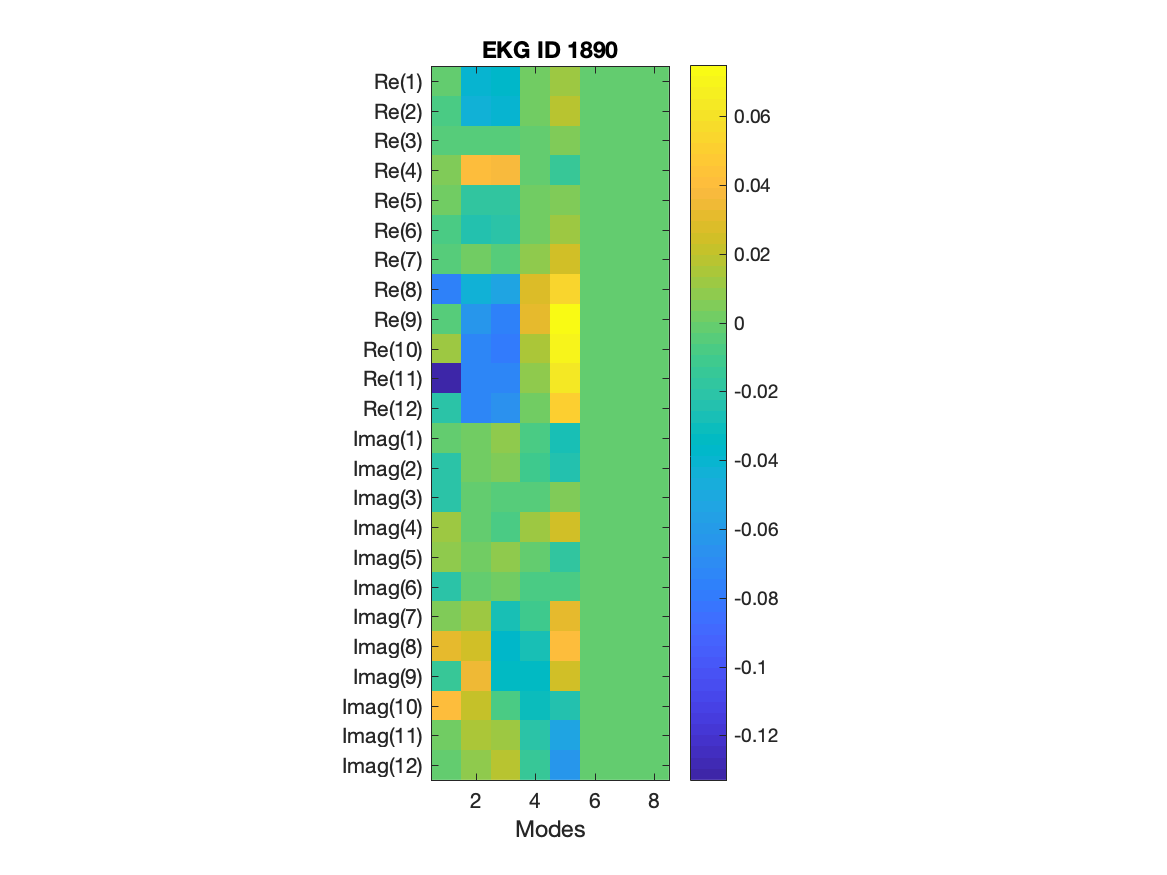 EKG ID 1890
Re(1)
Re(2)
Re(3)
Re(4)
Re(5)
Re(6)
Re(7)
Re(8)
Re(9)
Re(10)
Re(11)
Re(12)
Imag(1)
Imag(2)
Imag(3)
Imag(4)
Imag(5)
Imag(6)
Imag(7)
Imag(8)
Imag(9)
Imag(10)
Imag(11)
Imag(12)
2 4 6 8
Modes
0.06
0.04
0.02
0
-0.02
-0.04
-0.06
-0.08
-0.1
-0.12